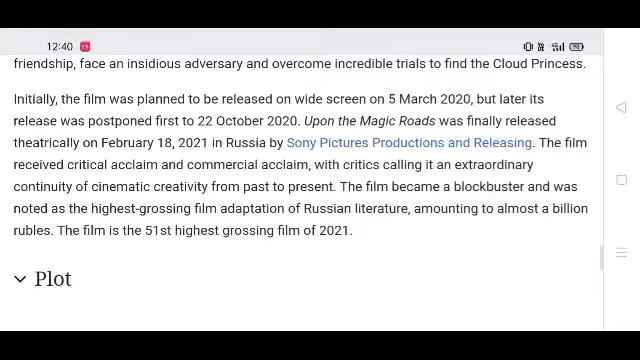 12:40
friendship, face an insidious adversary and overcome incredible trials to find the Cloud Princess.
Initially, the film was planned to be released on wide screen on 5 March 2020, but later its
release was postponed first to 22 October 2020. Upon the Magic Roads was finally released
theatrically on February 18, 2021 in Russia by Sony Pictures Productions and Releasing. The film
received critical acclaim and commercial acclaim, with critics calling it an extraordinary
continuity of cinematic creativity from past to present. The film became a blockbuster and was
noted as the highest-grossing film adaptation of Russian literature, amounting to almost a billion
rubles. The film is the 51st highest grossing film of 2021.
Plot